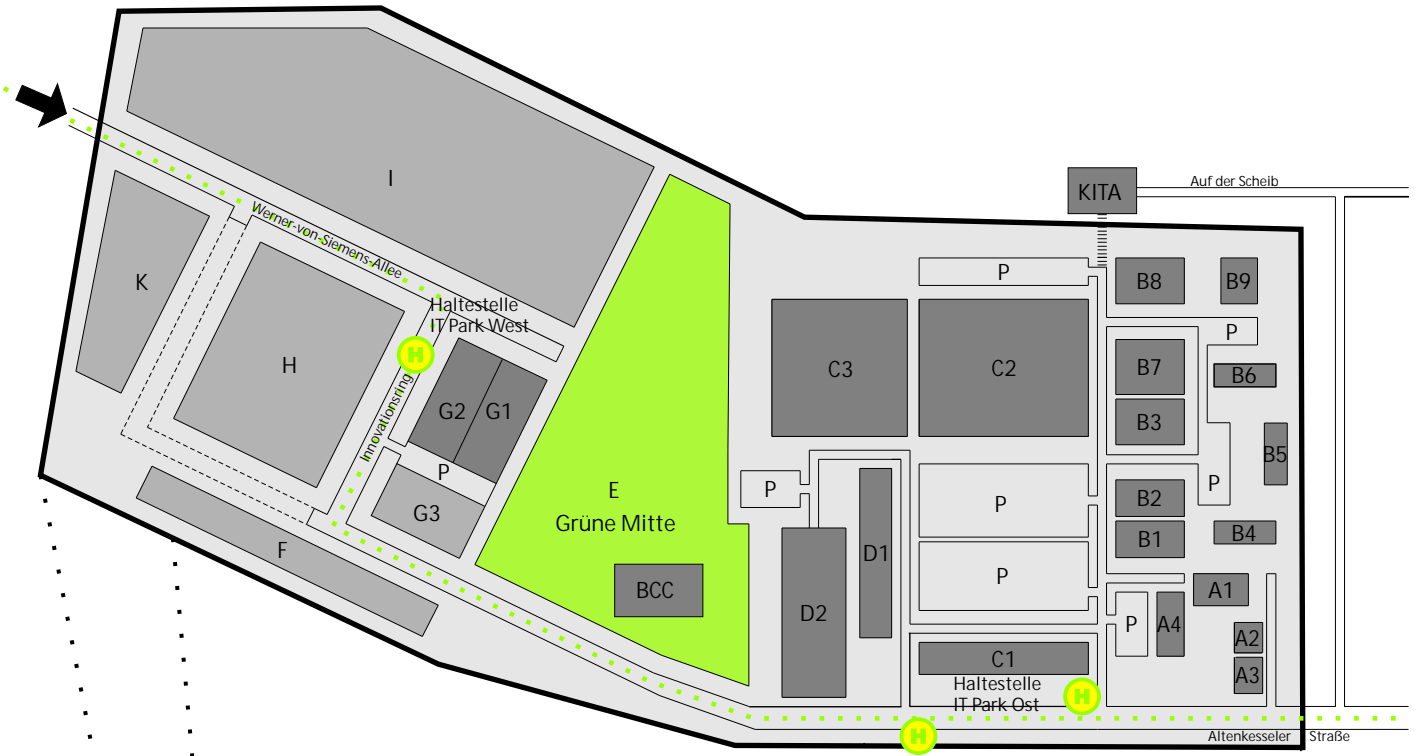 I
KITA
Auf der Scheib
K
Werner-von-Siemens-Allee
P
B8
B9
Haltestelle
IT Park West
H
H
Innovationsring
G2
G1
C3
C2
P
B7
B6
B3
P
G3
B5
E
Grüne Mitte
P
P
B2
P
F
D1
B1
B4
BCC
D2
P
A1
P
A4
A2
C1
A3
Haltestelle
IT Park Ost
H
H
Altenkesseler Straße